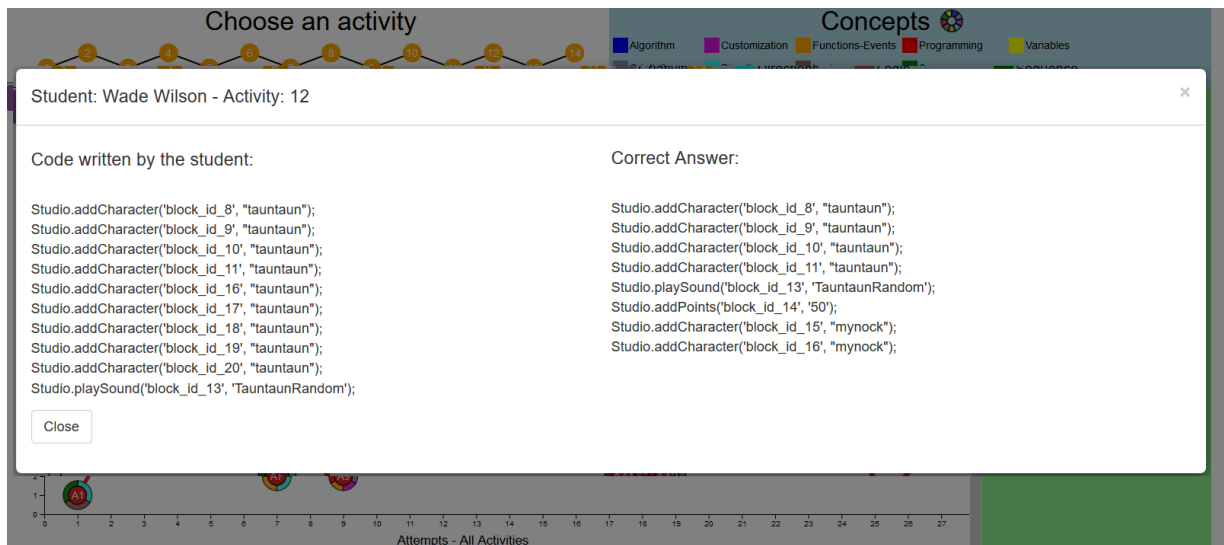 Choose an activity
Concepts
2 4 6 8 10 12 14
Algorithm Customization Functions-Events Programming Variables
Student: Wade Wilson - Activity: 12
×
Code written by the student:
Studio.addCharacter('block_id_8', "tauntaun");
Studio.addCharacter('block_id_9', "tauntaun");
Studio.addCharacter('block_id_10', "tauntaun");
Studio.addCharacter('block_id_11', "tauntaun");
Studio.addCharacter('block_id_16', "tauntaun");
Studio.addCharacter('block_id_17', "tauntaun");
Studio.addCharacter('block_id_18', "tauntaun");
Studio.addCharacter('block_id_19', "tauntaun");
Studio.addCharacter('block_id_20', "tauntaun");
Studio.playSound('block_id_13', 'TauntaunRandom');
Close
Correct Answer:
Studio.addCharacter('block_id_8', "tauntaun");
Studio.addCharacter('block_id_9', "tauntaun");
Studio.addCharacter('block_id_10', "tauntaun");
Studio.addCharacter('block_id_11', "tauntaun");
Studio.playSound('block_id_13', 'TauntaunRandom');
Studio.addPoints('block_id_14', '50');
Studio.addCharacter('block_id_15', "mynock");
Studio.addCharacter('block_id_16', "mynock");
2
1
A1
0
0 1 2 3 4 5 6 7 8 9 10 11 12 13 14 15 16 17 18 19 20 21 22 23 24 25 26 27
Attempts - All Activities